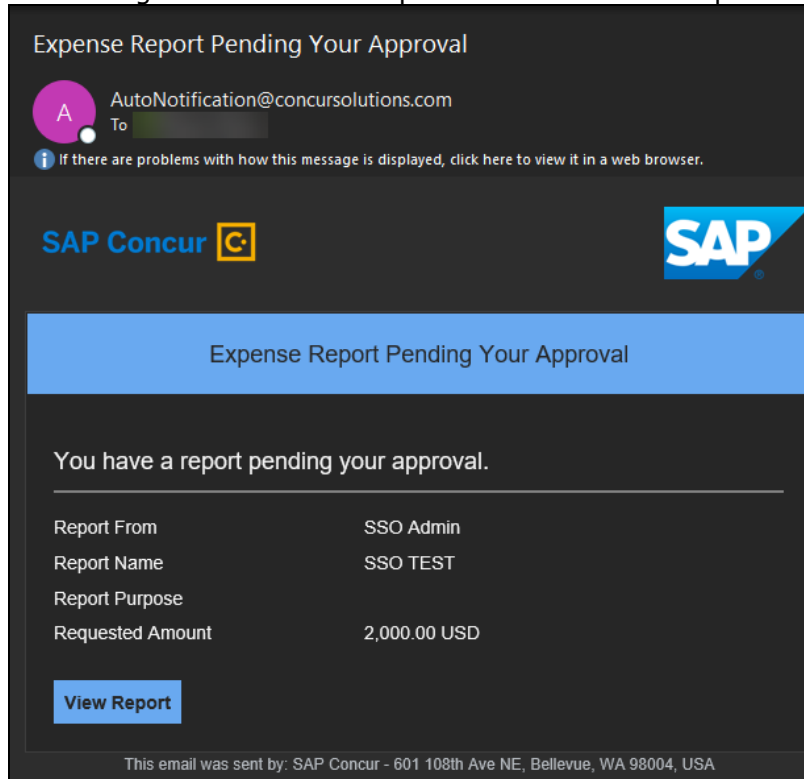 Expense Report Pending Your Approval
A
AutoNotification@concursolutions.com
To
i If there are problems with how this message is displayed, click here to view it in a web browser.
SAP Concur C
SAP®
Expense Report Pending Your Approval
You have a report pending your approval.
Report From SSO Admin
Report Name SSO TEST
Report Purpose
Requested Amount 2,000.00 USD
View Report
This email was sent by: SAP Concur - 601 108th Ave NE, Bellevue, WA 98004, USA